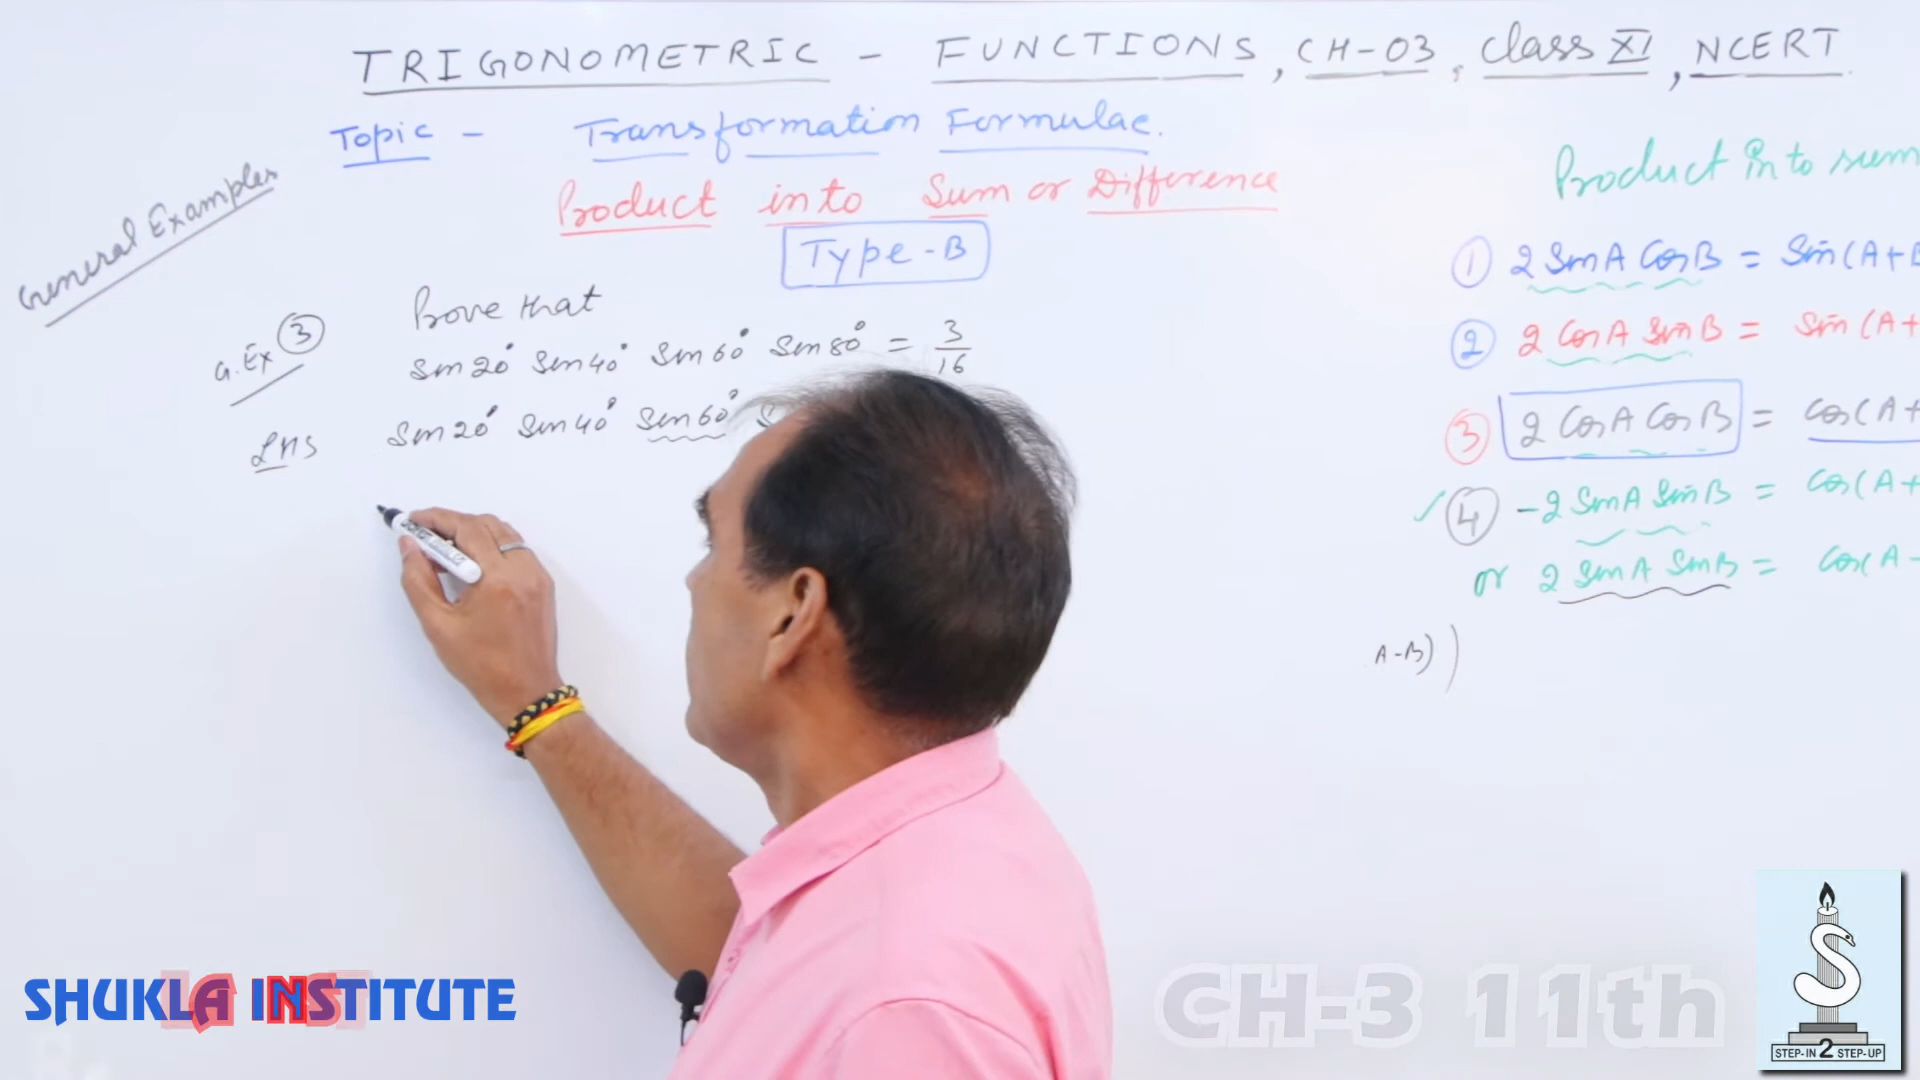 TRIGONOMETRIC - FUNCTIONS, CH-03, Class XI, NCERT
Topic - Transformation Formulae.
Product into Sum or Difference
Type-B
General Examples
G.Ex 3 Prove that
Sin20° Sin40° Sin60° Sin80° = 3/16
LHS Sin20° Sin40° Sin60° S
Product in to sum
① 2 SinA CosB = Sin(A+B
② 2 CosA SinB = Sin(A+
③ 2 CosA CosB = Cos(A+
✓ ④ -2 SinA SinB = Cos(A+
or 2 SinA SinB = Cos(A-
A-B))
SHUKLA INSTITUTE
CH-3 11th
STEP-IN 2 STEP-UP